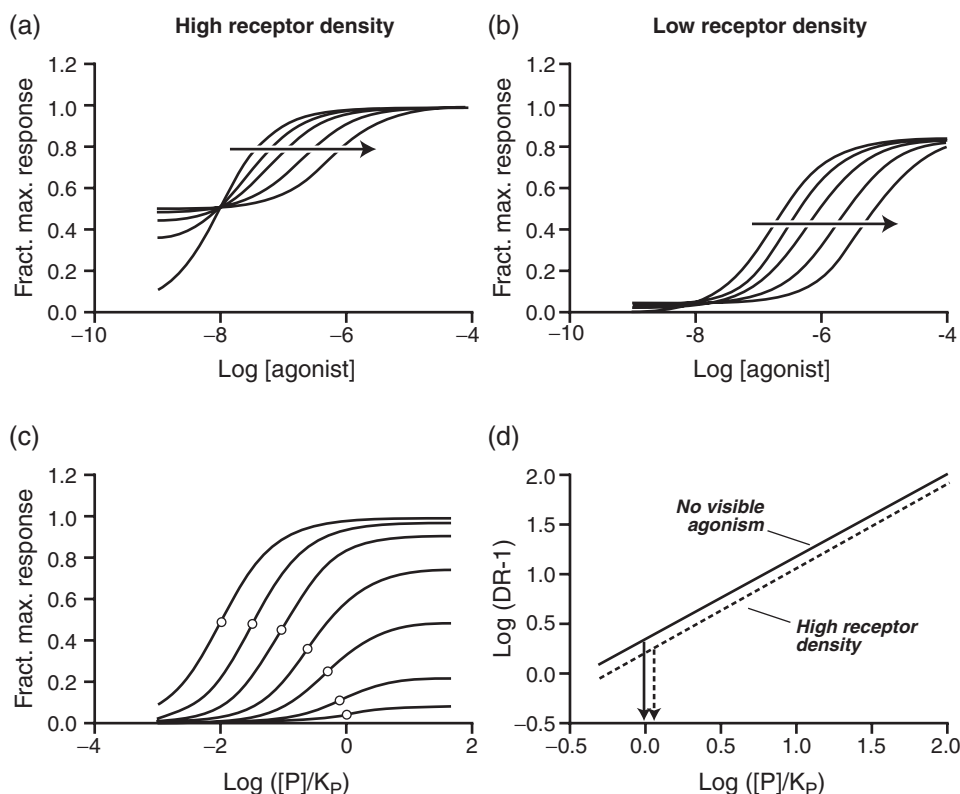 (a)
High receptor density
1.2
1.0
0.8
0.6
0.4
0.2
0.0
Fract. max. response
–10
–8
–6
–4
Log [agonist]
(b)
Low receptor density
1.2
1.0
0.8
0.6
0.4
0.2
0.0
Fract. max. response
–10
–8
–6
-4
Log [agonist]
(c)
1.2
1.0
0.8
0.6
0.4
0.2
0.0
Fract. max. response
–4
–2
0
2
Log ([P]/KP)
(d)
2.0
1.5
1.0
0.5
0.0
–0.5
Log (DR-1)
No visible
agonism
High receptor
density
–0.5
0.0
0.5
1.0
1.5
2.0
Log ([P]/KP)